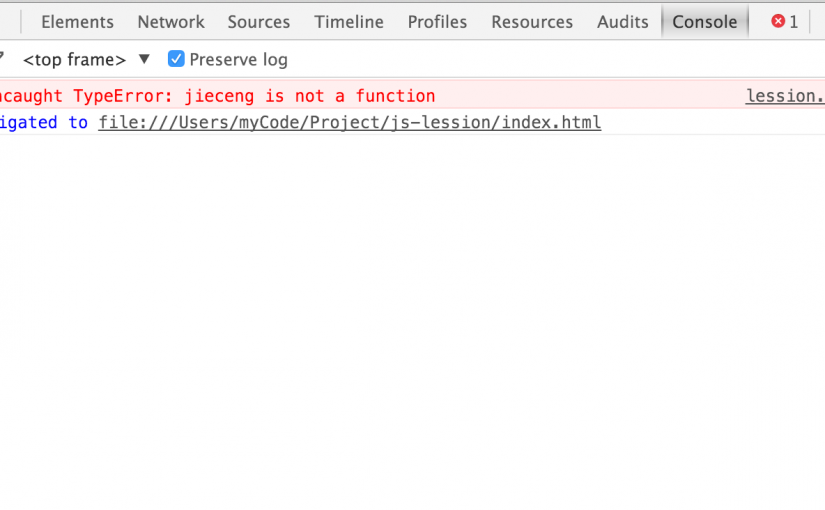 Elements Network Sources Timeline Profiles Resources Audits Console 1
<top frame> ▼ Preserve log
ncaught TypeError: jieceng is not a function lession.
igated to file:///Users/myCode/Project/js-lession/index.html